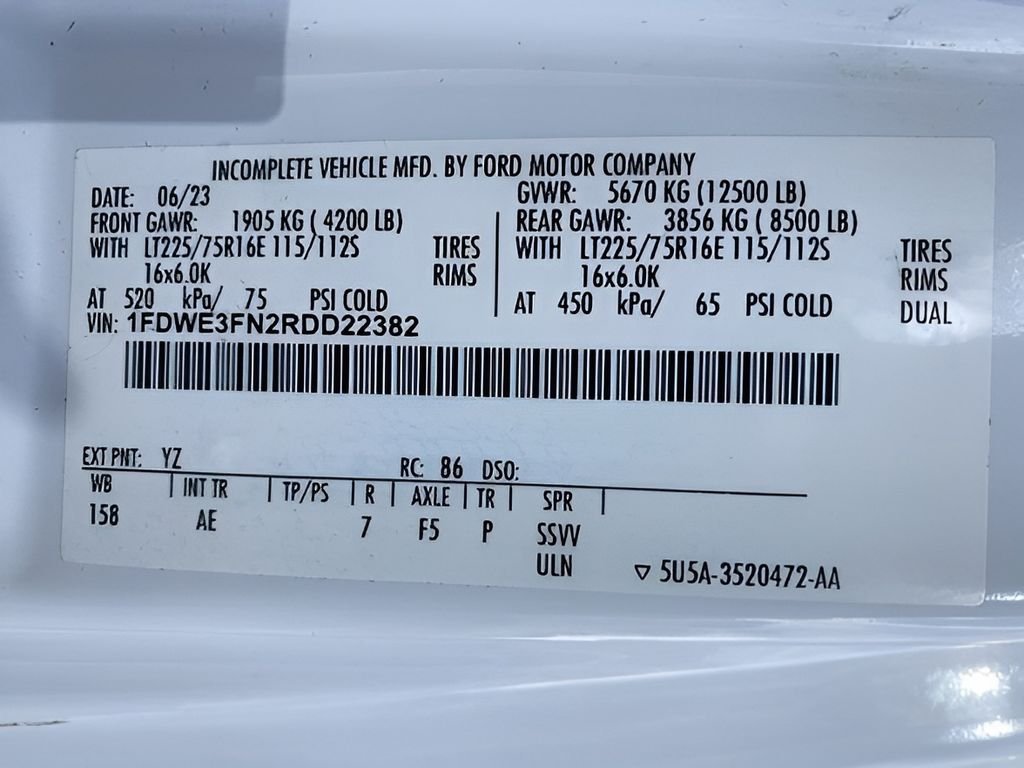 INCOMPLETE VEHICLE MFD. BY FORD MOTOR COMPANY
DATE: 06/23 GVWR: 5670 KG (12500 LB)
FRONT GAWR: 1905 KG ( 4200 LB) REAR GAWR: 3856 KG ( 8500 LB)
WITH LT225/75R16E 115/112S TIRES WITH LT225/75R16E 115/112S TIRES
16x6.0K RIMS 16x6.0K RIMS
AT 520 kPa/ 75 PSI COLD AT 450 kPa/ 65 PSI COLD DUAL
VIN: 1FDWE3FN2RDD22382
EXT PNT: YZ RC: 86 DSO:
WB INT TR TP/PS R AXLE TR SPR
158 AE 7 F5 P SSVV
ULN ▽ 5U5A-3520472-AA